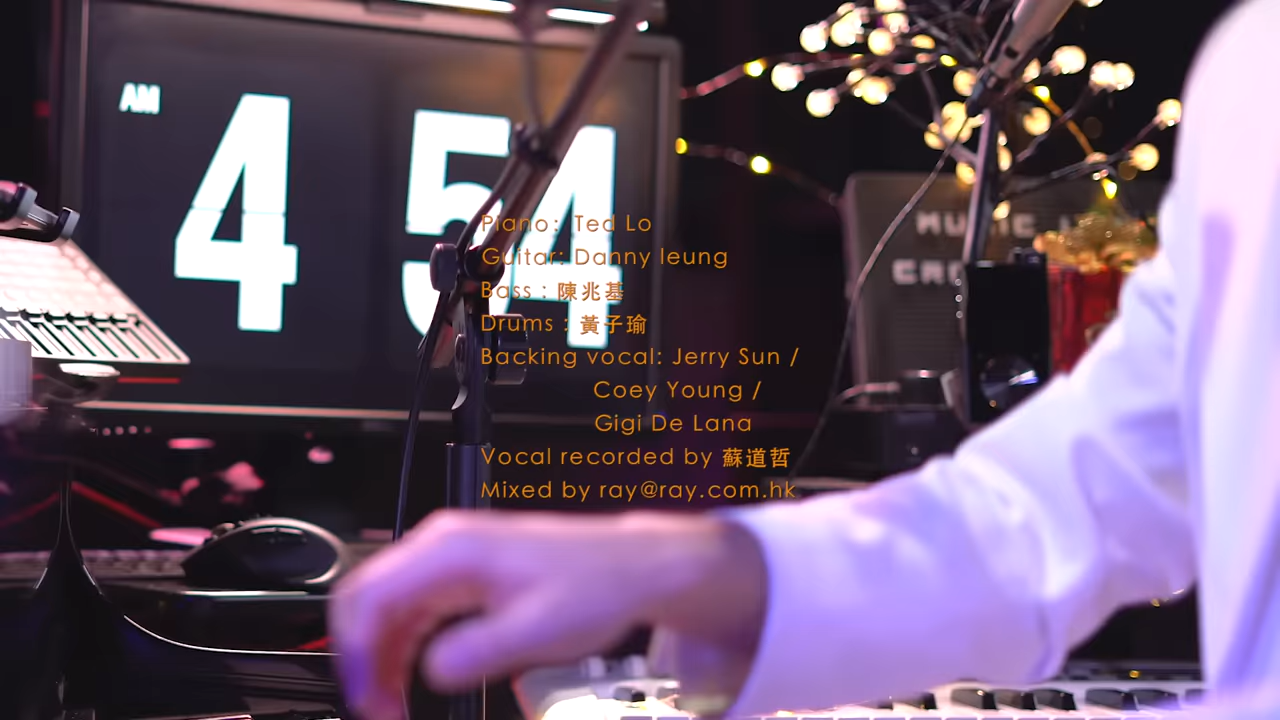 AM
4 54
Piano : Ted Lo
Guitar: Danny leung
Bass : 陳兆基
Drums : 黃子瑜
Backing vocal: Jerry Sun /
Coey Young /
Gigi De Lana
Vocal recorded by 蘇道哲
Mixed by ray@ray.com.hk